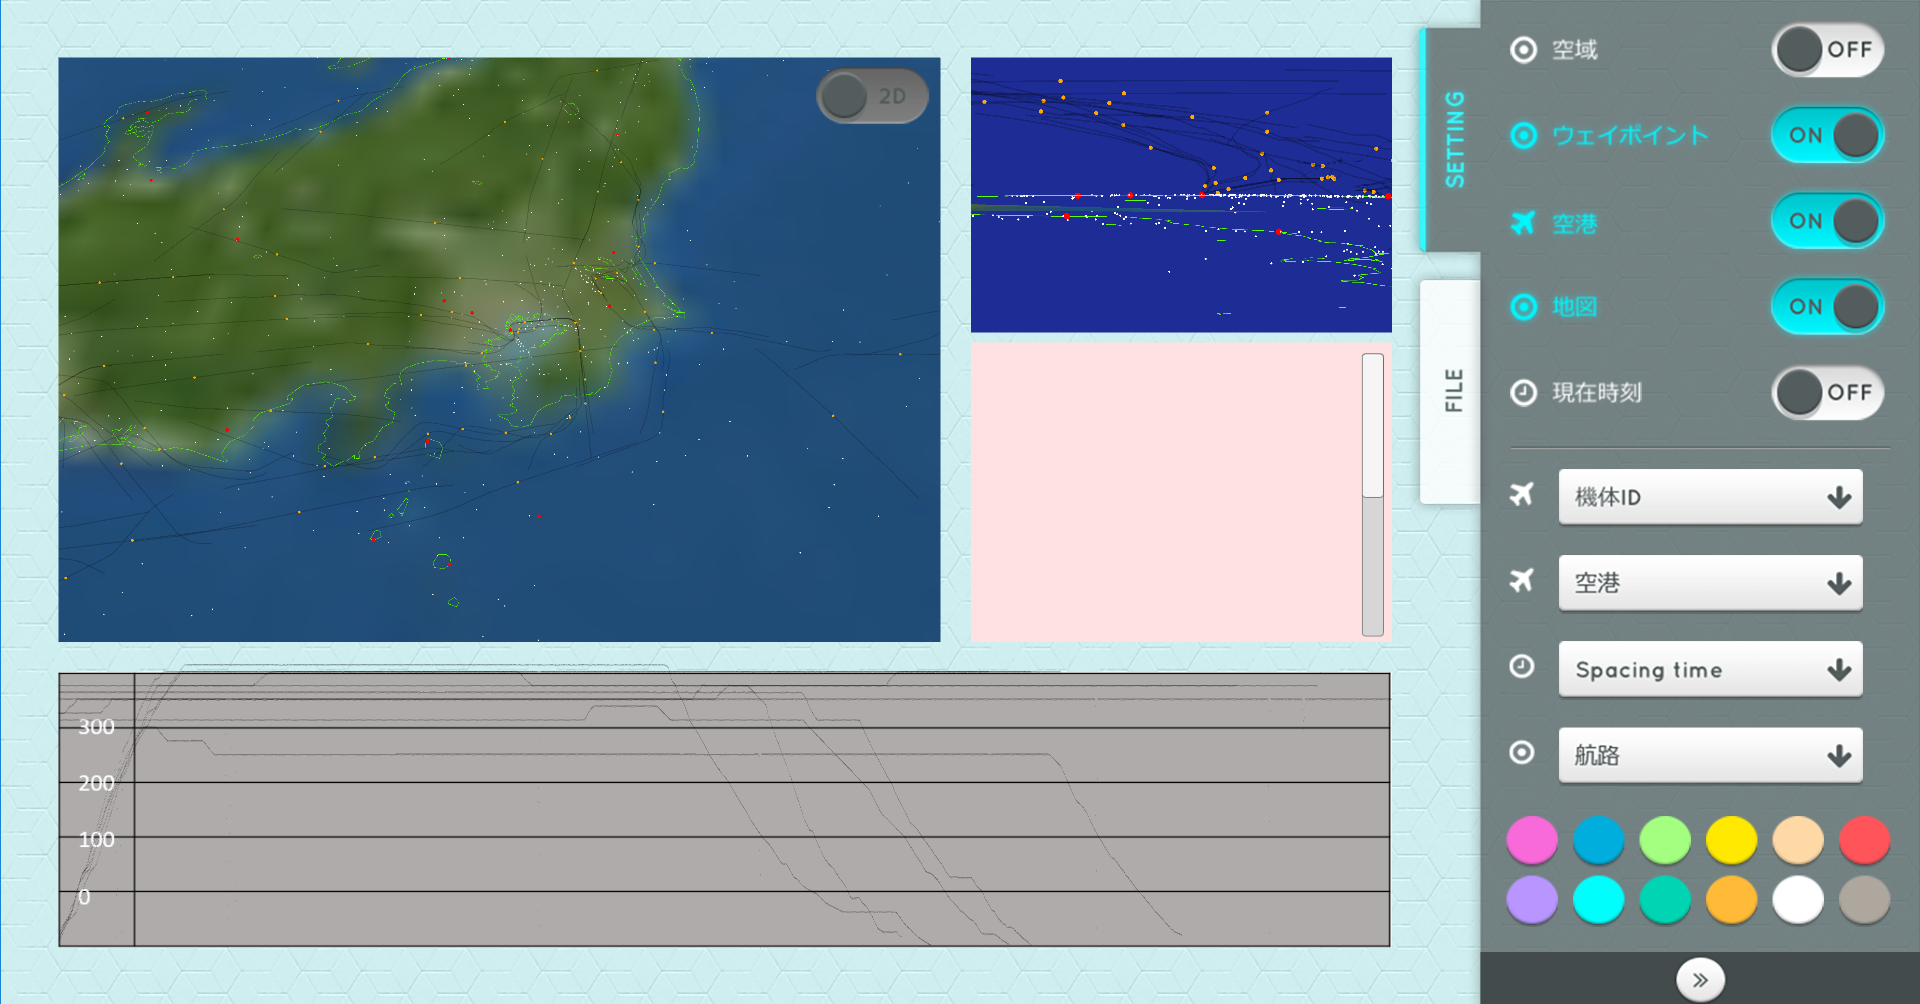 2D
300
200
100
0
SETTING
FILE
空域
OFF
ウェイポイント
ON
空港
ON
地図
ON
現在時刻
OFF
機体ID
空港
Spacing time
航路